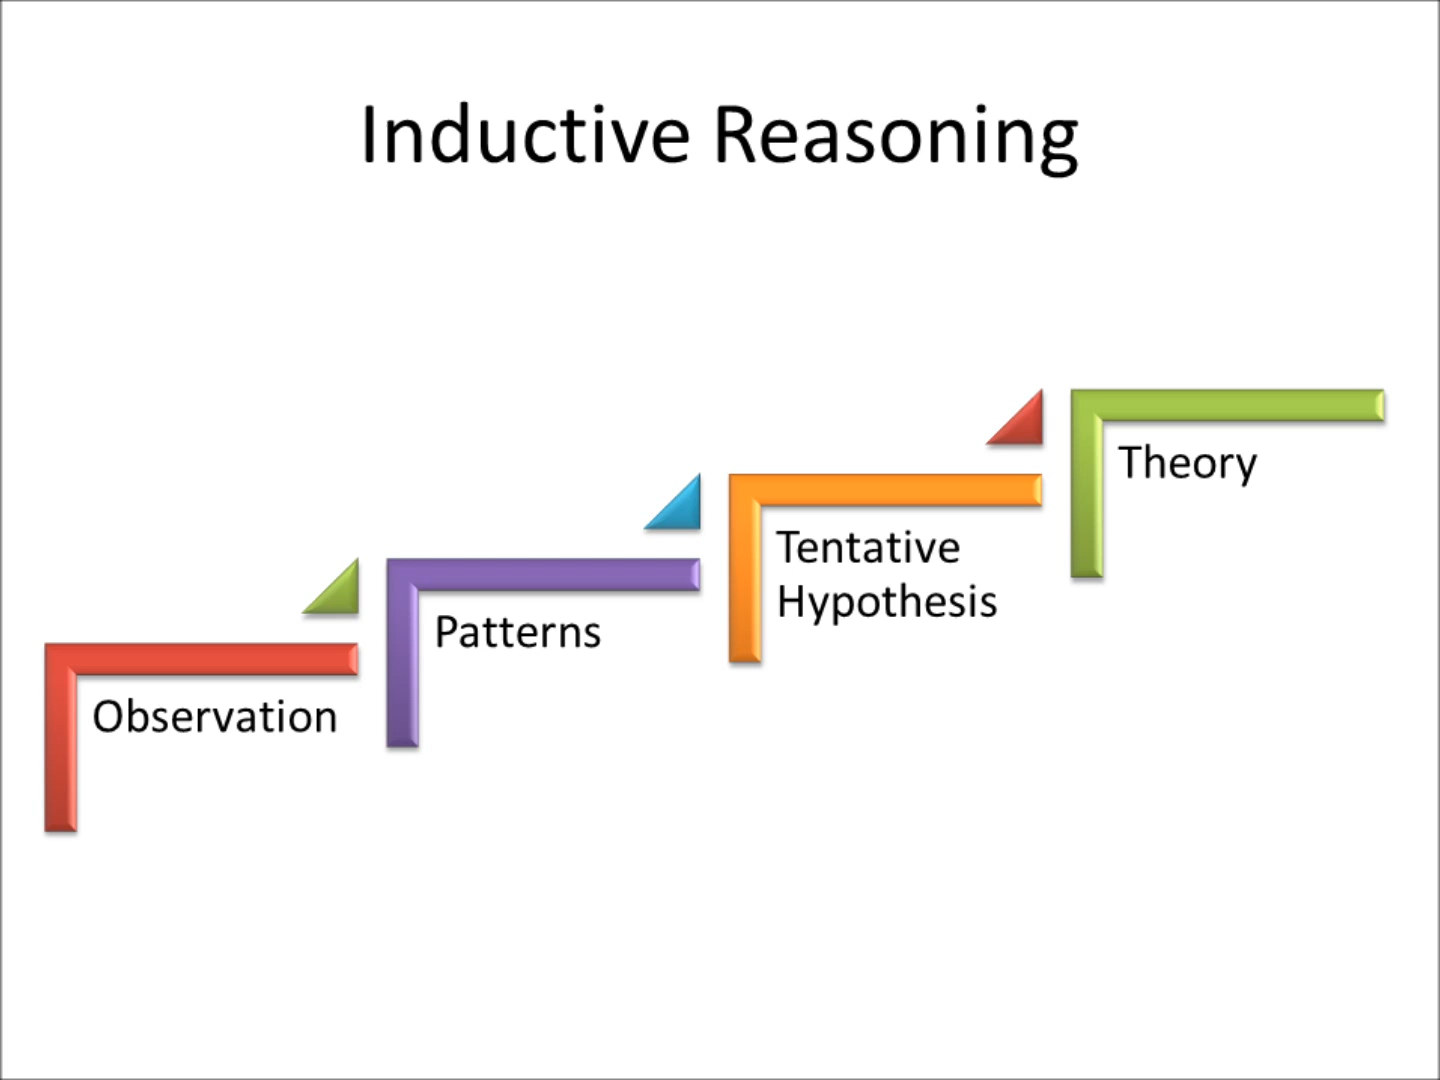 Inductive Reasoning
Observation
Patterns
Tentative
Hypothesis
Theory